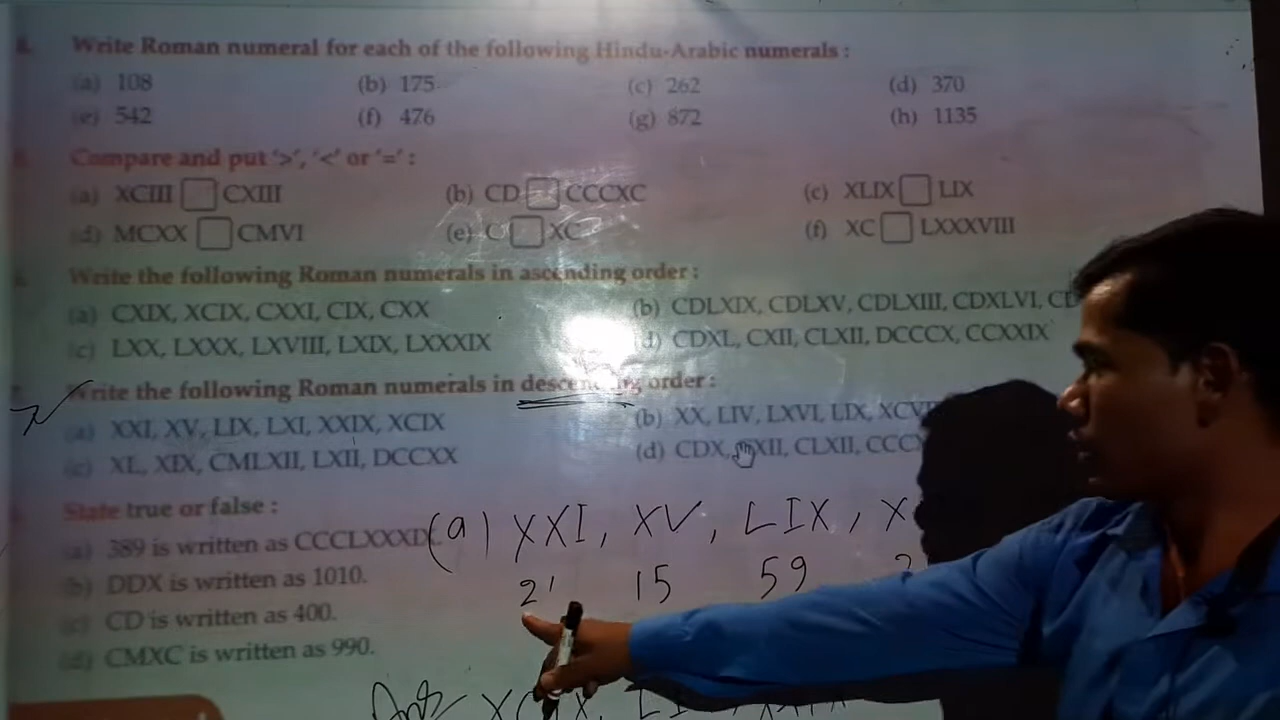 Write Roman numeral for each of the following Hindu-Arabic numerals :
(a) 108 (b) 175 (c) 262 (d) 370
(e) 542 (f) 476 (g) 872 (h) 1135
Compare and put '>', '<' or '=' :
(a) XCIII CXIII (b) CD CCCXC (c) XLIX LIX
(d) MCXX CMVI (e) C XC (f) XC LXXXVIII
Write the following Roman numerals in ascending order :
(a) CXIX, XCIX, CXXI, CIX, CXX (b) CDLXIX, CDLXV, CDLXIII, CDXLVI,
(c) LXX, LXXX, LXVIII, LXIX, LXXXIX (d) CDXL, CXII, CLXII, DCCCX, CCXXIX
7. Write the following Roman numerals in descending order :
(a) XXI, XV, LIX, LXI, XXIX, XCIX (b) XX, LIV, LXVI, LIX,
(c) XL, XIX, CMLXII, LXII, DCCXX (d) CDX, CLXII,
State true or false :
(a) 389 is written as
(b) DDX is written as 1010.
(c) CD is written as 400.
(d) CMXC is written as 990.
(a) XXI, XV, LIX,
21 15 59
Ans